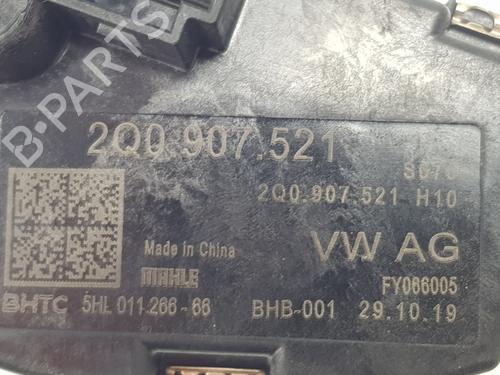 2Q0.907.521
S070
2Q0.907.521 H10
Made in China
VW AG
MAHLE
FY066005
BHTC 5HL 011.266-66 BHB-001 29.10.19
B-PARTS